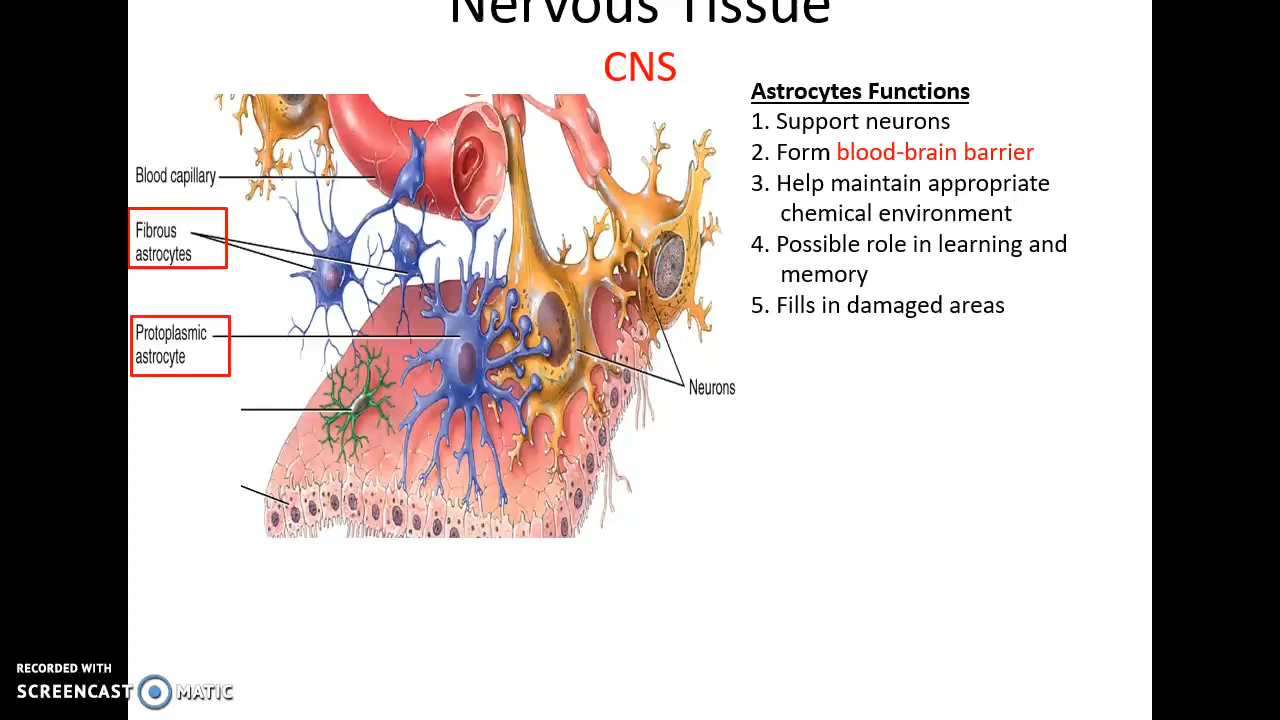 Nervous Tissue
CNS
Astrocytes Functions
1. Support neurons
2. Form blood-brain barrier
3. Help maintain appropriate
chemical environment
4. Possible role in learning and
memory
5. Fills in damaged areas
Blood capillary
Fibrous
astrocytes
Protoplasmic
astrocyte
Neurons
RECORDED WITH
SCREENCAST MATIC